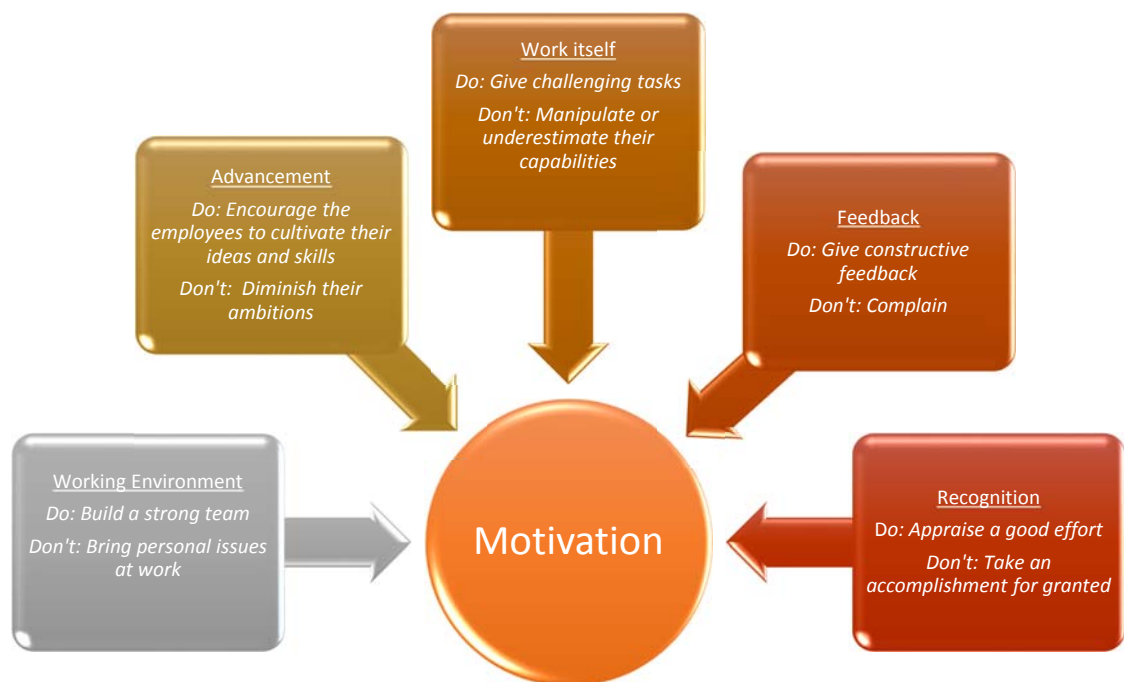 Work itself
Do: Give challenging tasks
Don't: Manipulate or
underestimate their
capabilities
Advancement
Do: Encourage the
employees to cultivate their
ideas and skills
Don't:  Diminish their
ambitions
Feedback
Do: Give constructive
feedback
Don't: Complain
Working Environment
Do: Build a strong team
Don't: Bring personal issues
at work
Motivation
Recognition
Do: Appraise a good effort
Don't: Take an
accomplishment for granted